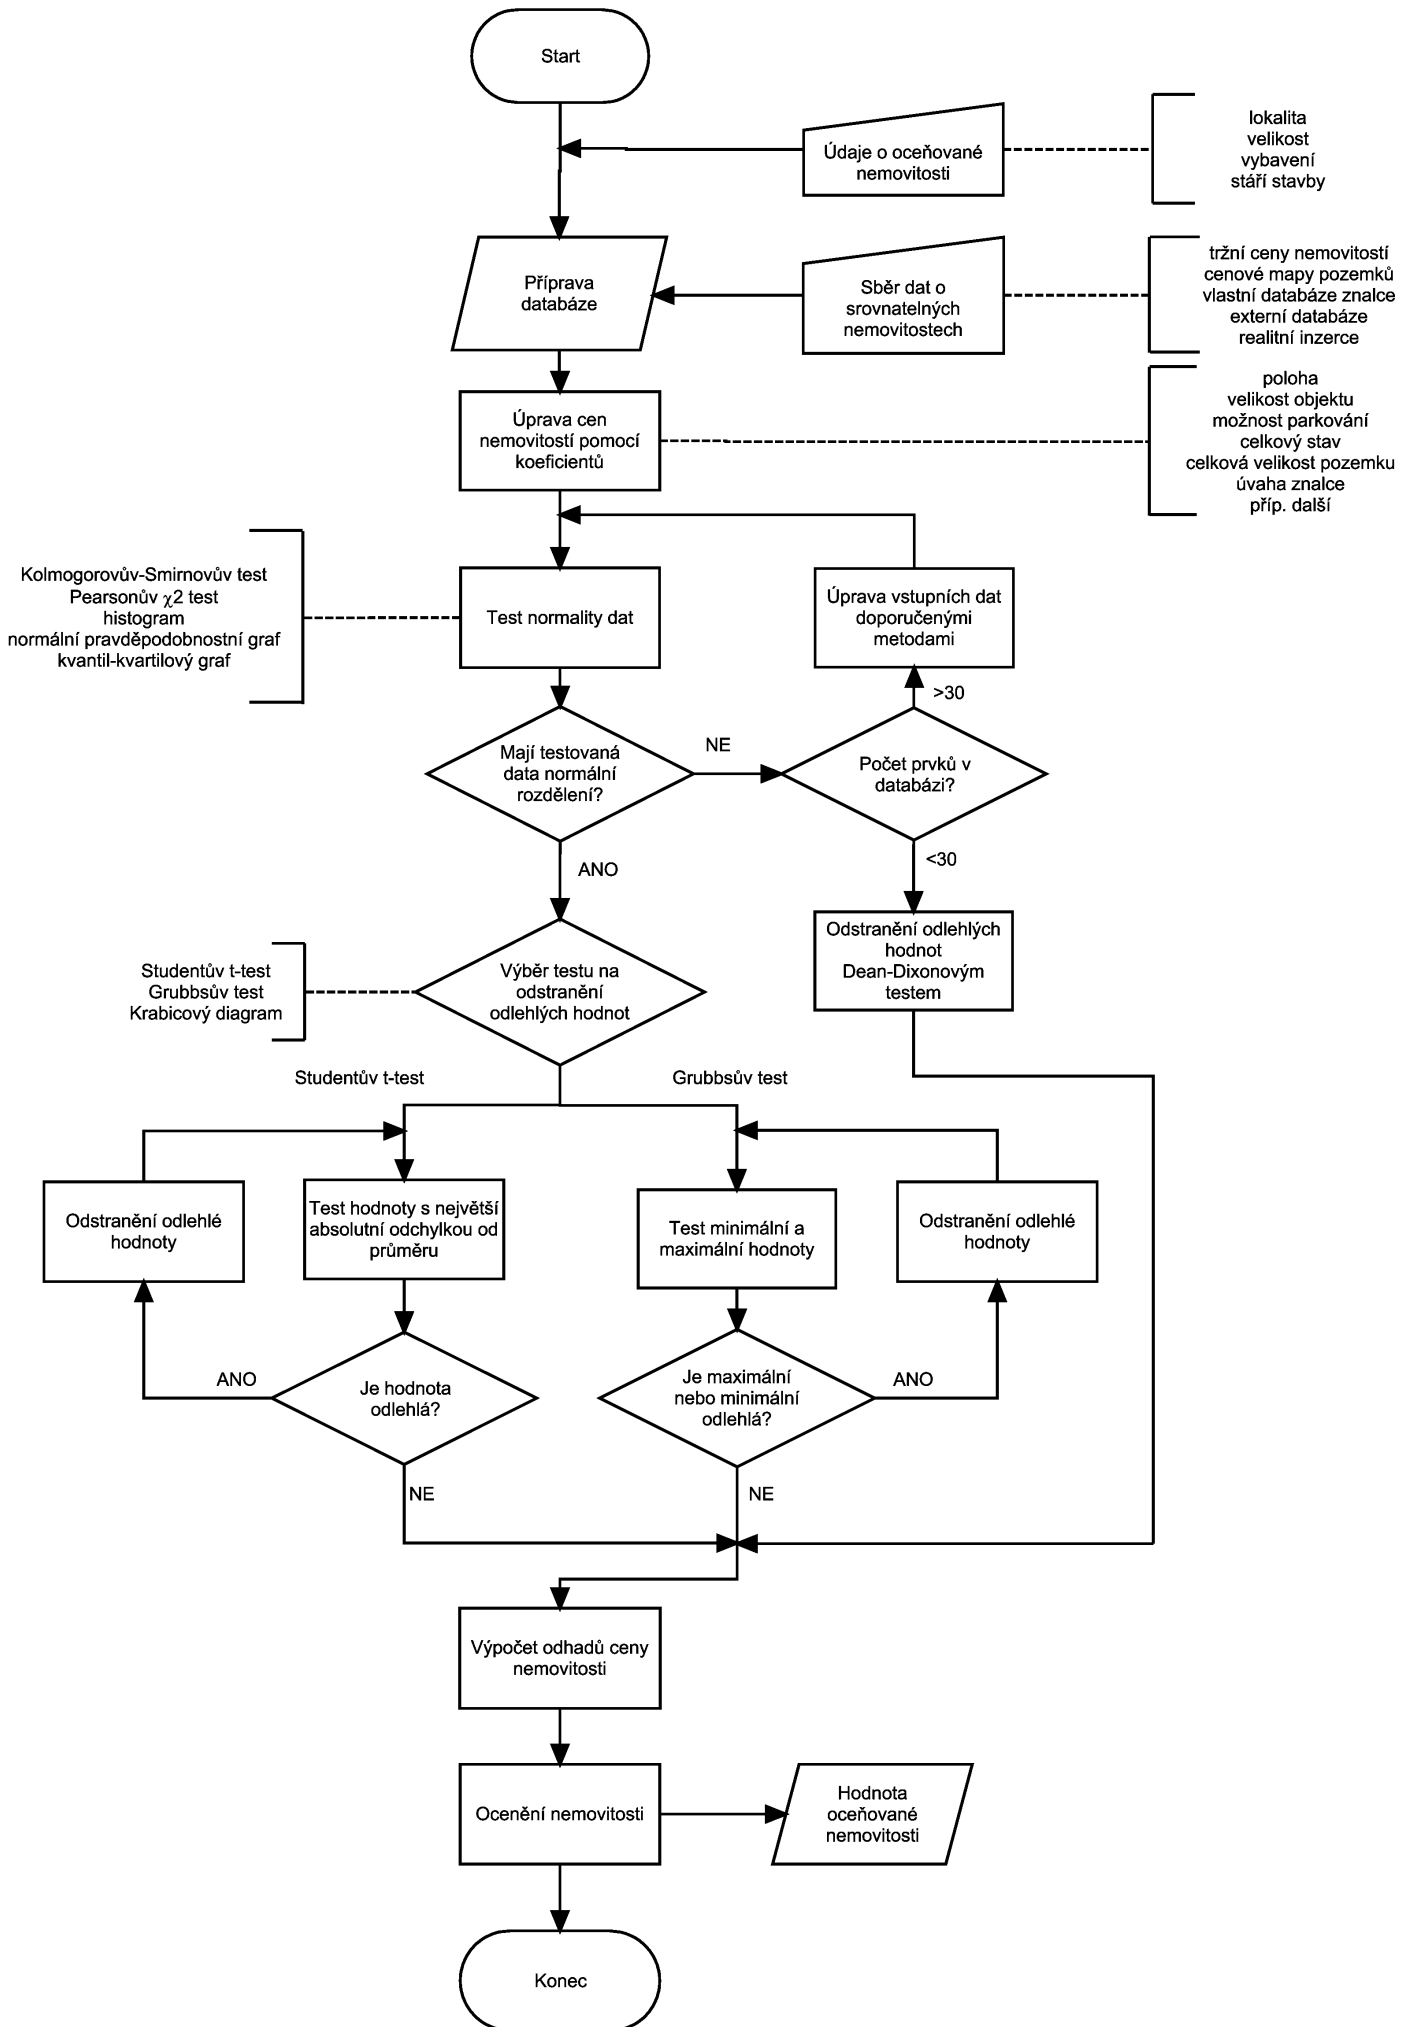 Start
Údaje o oceňované
nemovitosti
lokalita
velikost
vybavení
stáří stavby
Příprava
databáze
Sběr dat o
srovnatelných
nemovitostech
tržní ceny nemovitostí
cenové mapy pozemků
vlastní databáze znalce
externí databáze
realitní inzerce
Úprava cen
nemovitostí pomocí
koeficientů
poloha
velikost objektu
možnost parkování
celkový stav
celková velikost pozemku
úvaha znalce
příp. další
Kolmogorovův-Smirnovův test
Pearsonův χ2 test
histogram
normální pravděpodobnostní graf
kvantil-kvartilový graf
Test normality dat
Úprava vstupních dat
doporučenými
metodami
>30
Mají testovaná
data normální
rozdělení?
NE
Počet prvků v
databázi?
ANO
<30
Studentův t-test
Grubbsův test
Krabicový diagram
Výběr testu na
odstranění
odlehlých hodnot
Odstranění odlehlých
hodnot
Dean-Dixonovým
testem
Studentův t-test
Grubbsův test
Odstranění odlehlé
hodnoty
Test hodnoty s největší
absolutní odchylkou od
průměru
Test minimální a
maximální hodnoty
Odstranění odlehlé
hodnoty
ANO
Je hodnota
odlehlá?
Je maximální
nebo minimální
odlehlá?
ANO
NE
NE
Výpočet odhadů ceny
nemovitosti
Ocenění nemovitosti
Hodnota
oceňované
nemovitosti
Konec